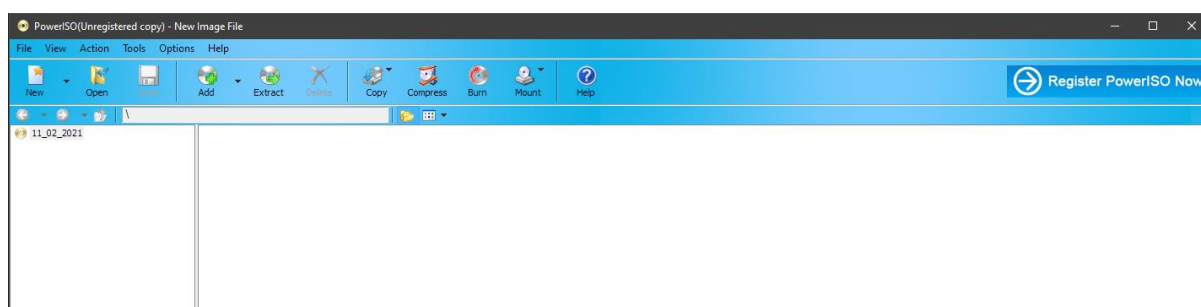 PowerISO(Unregistered copy) - New Image File
File View Action Tools Options Help
New Open Save Add Extract Delete Copy Compress Burn Mount Help
Register PowerISO Now
\
11_02_2021